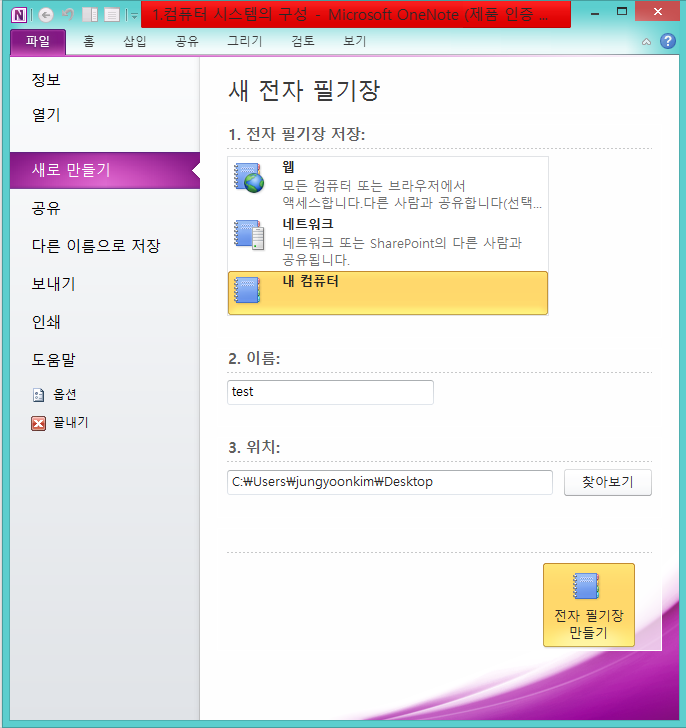 1.컴퓨터 시스템의 구성 - Microsoft OneNote (제품 인증 ...
파일 홈 삽입 공유 그리기 검토 보기
정보
열기
새로 만들기
공유
다른 이름으로 저장
보내기
인쇄
도움말
옵션
끝내기
새 전자 필기장
1. 전자 필기장 저장:
웹
모든 컴퓨터 또는 브라우저에서
액세스합니다.다른 사람과 공유합니다(선택...
네트워크
네트워크 또는 SharePoint의 다른 사람과
공유됩니다.
내 컴퓨터
2. 이름:
test
3. 위치:
C:₩Users₩jungyoonkim₩Desktop
찾아보기
전자 필기장
만들기